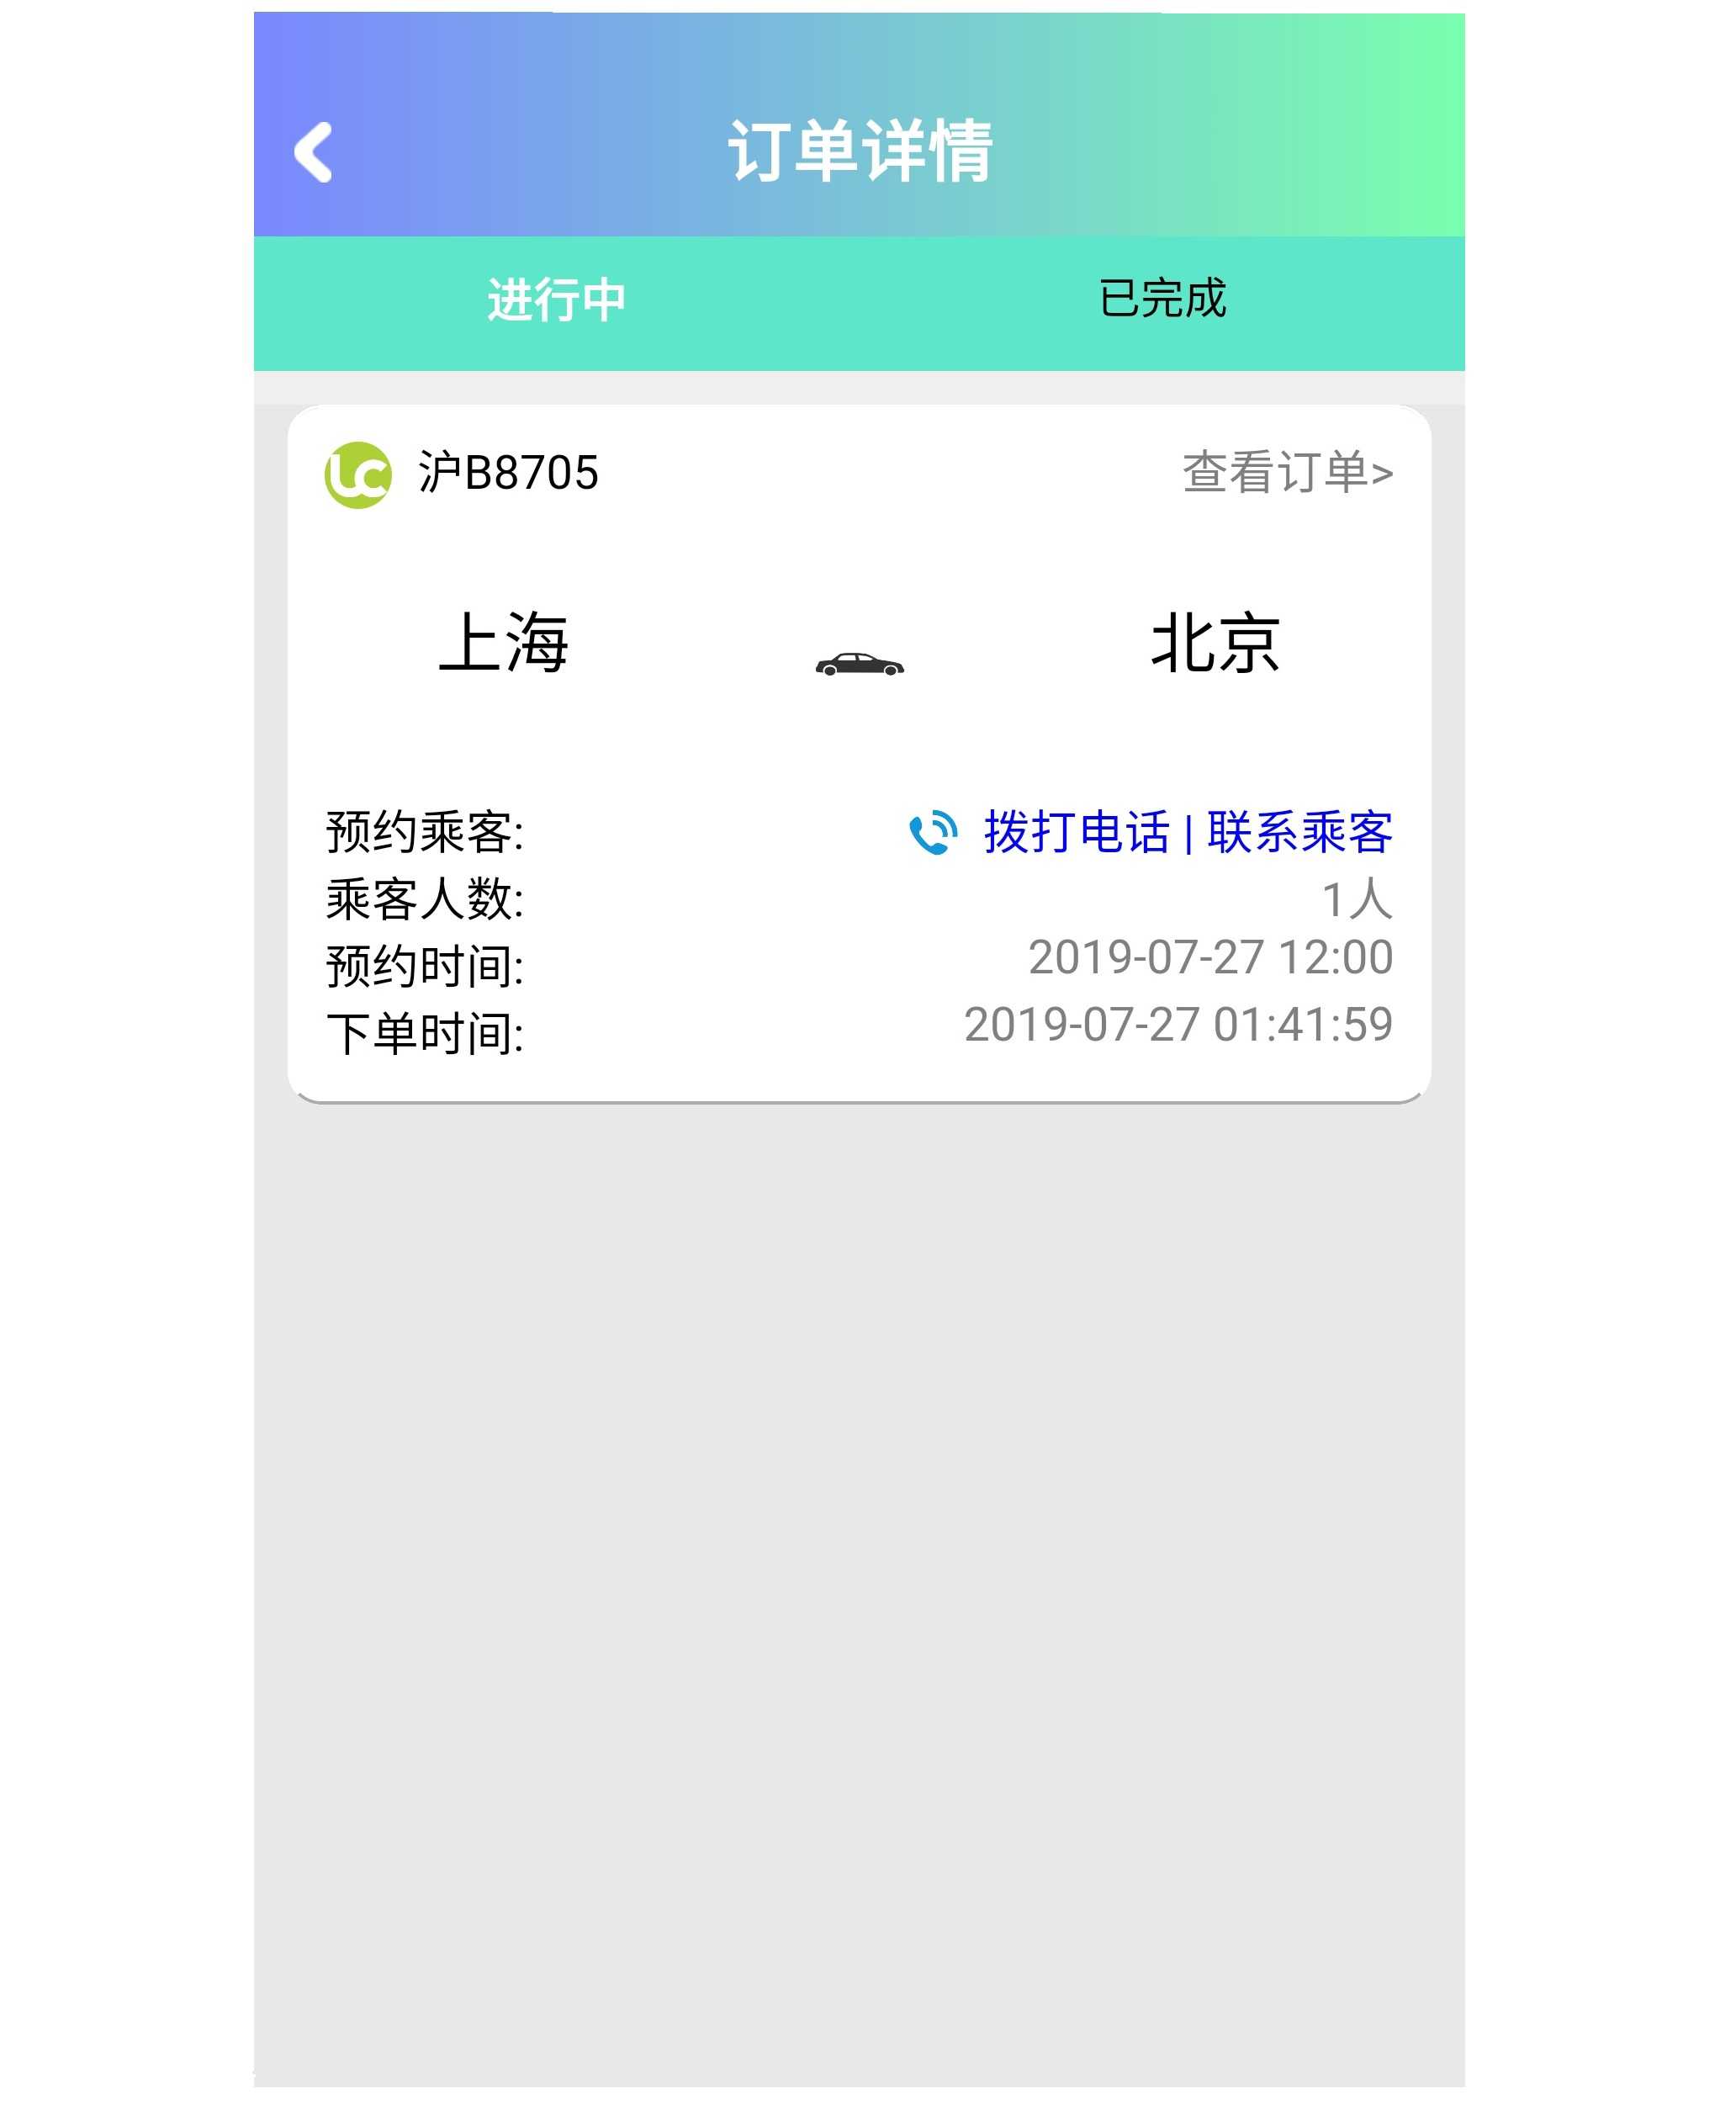 订单详情
进行中 已完成
LC 沪B8705 查看订单>
上海 北京
预约乘客: 拨打电话 | 联系乘客
乘客人数: 1人
预约时间: 2019-07-27 12:00
下单时间: 2019-07-27 01:41:59